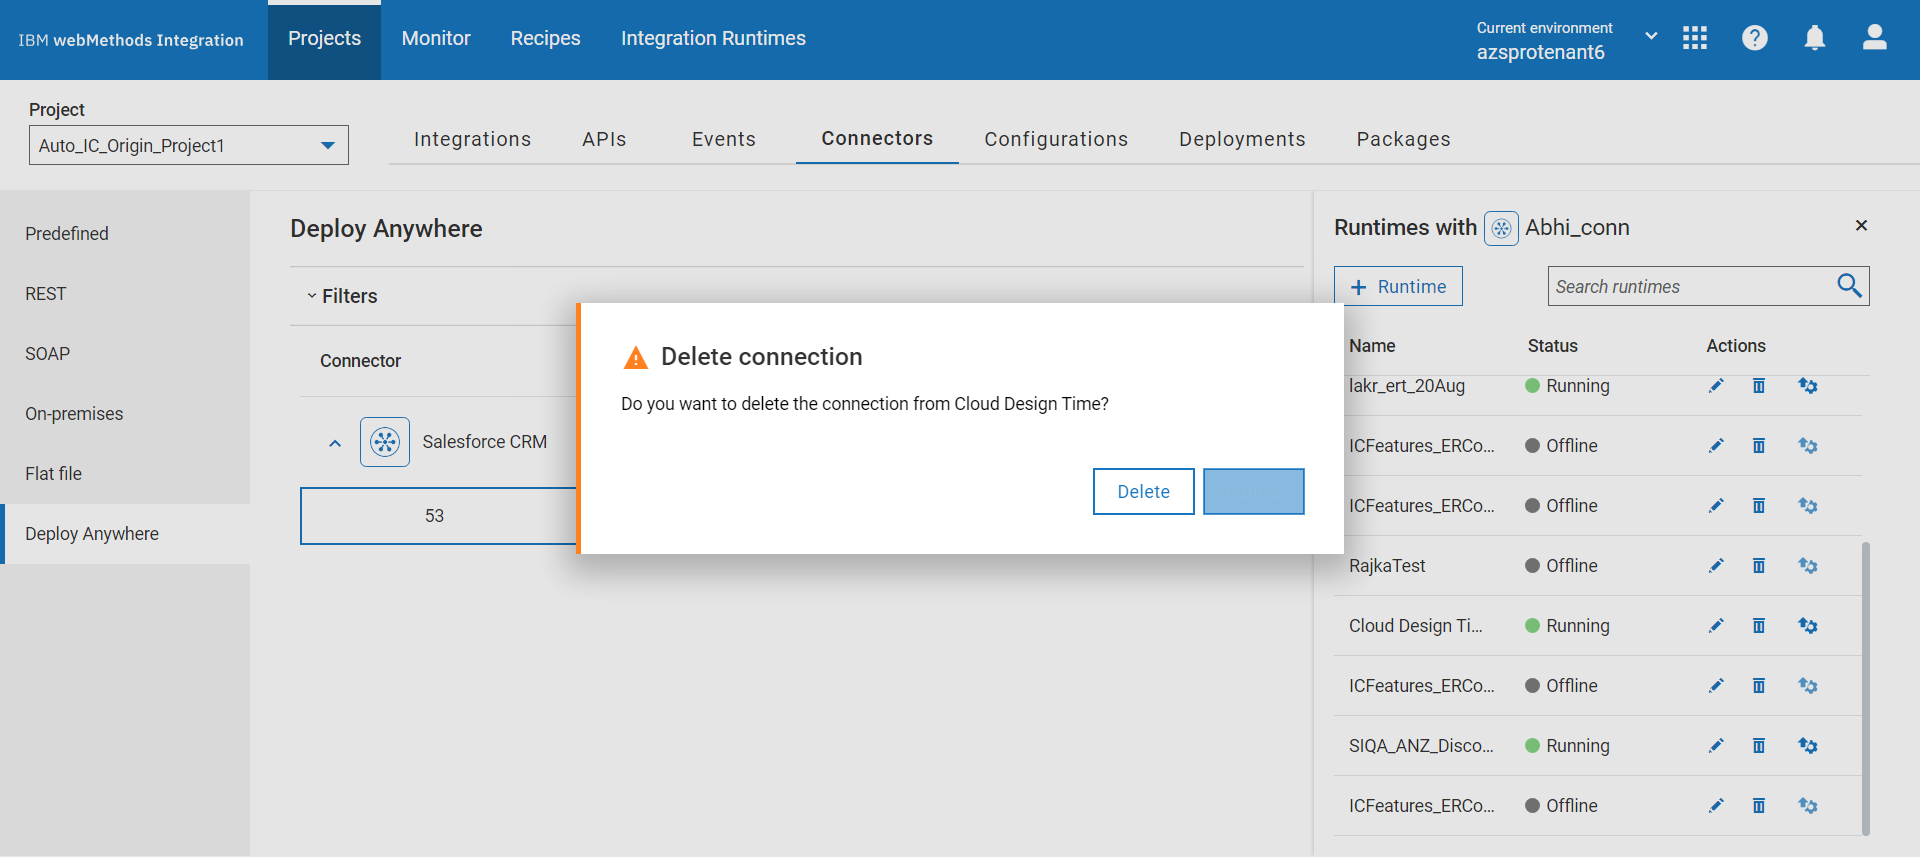 IBM webMethods Integration
Projects
Monitor
Recipes
Integration Runtimes
Current environment
azsprotenant6
Project
Auto_IC_Origin_Project1
Integrations
APIs
Events
Connectors
Configurations
Deployments
Packages
Predefined
REST
SOAP
On-premises
Flat file
Deploy Anywhere
Deploy Anywhere
Filters
Connector
Salesforce CRM
53
Delete connection
Do you want to delete the connection from Cloud Design Time?
Delete
Runtimes with Abhi_conn
Runtime
Search runtimes
Name Status Actions
lakr_ert_20Aug Running
ICFeatures_ERCo... Offline
ICFeatures_ERCo... Offline
RajkaTest Offline
Cloud Design Ti... Running
ICFeatures_ERCo... Offline
SIQA_ANZ_Disco... Running
ICFeatures_ERCo... Offline